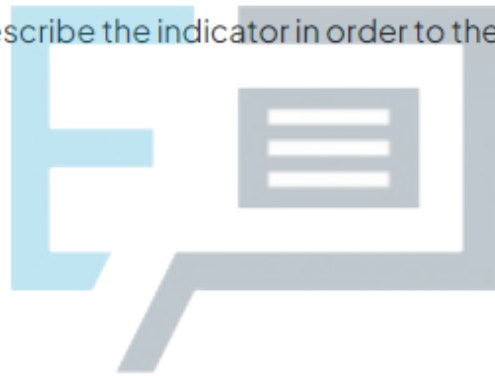 escribe the indicator in order to the